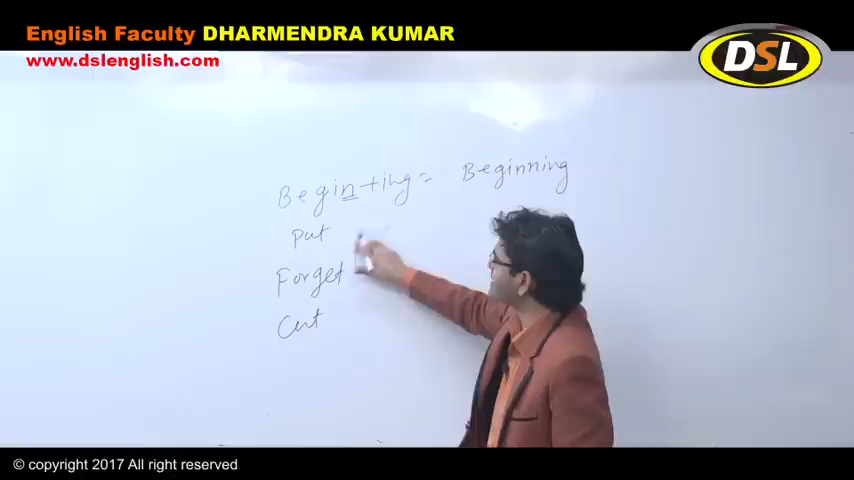 English Faculty DHARMENDRA KUMAR
www.dslenglish.com
DSL
Begin+ing = Beginning
Put
Forget
Cut
© copyright 2017 All right reserved